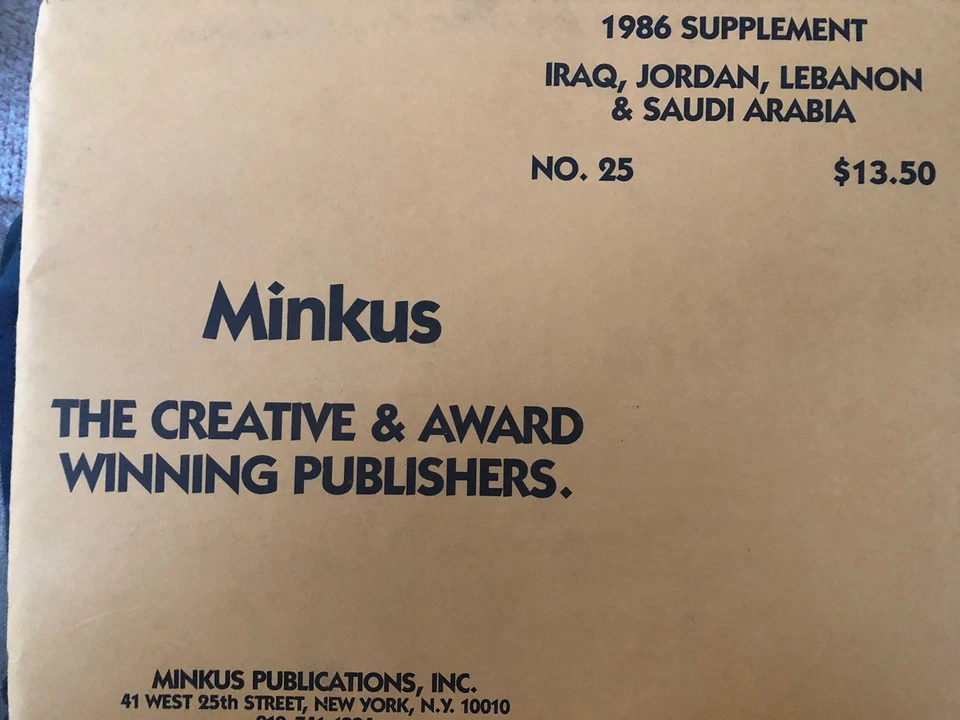 1986 SUPPLEMENT
IRAQ, JORDAN, LEBANON
& SAUDI ARABIA
NO. 25 $13.50
Minkus
THE CREATIVE & AWARD
WINNING PUBLISHERS.
MINKUS PUBLICATIONS, INC.
41 WEST 25th STREET, NEW YORK, N.Y. 10010